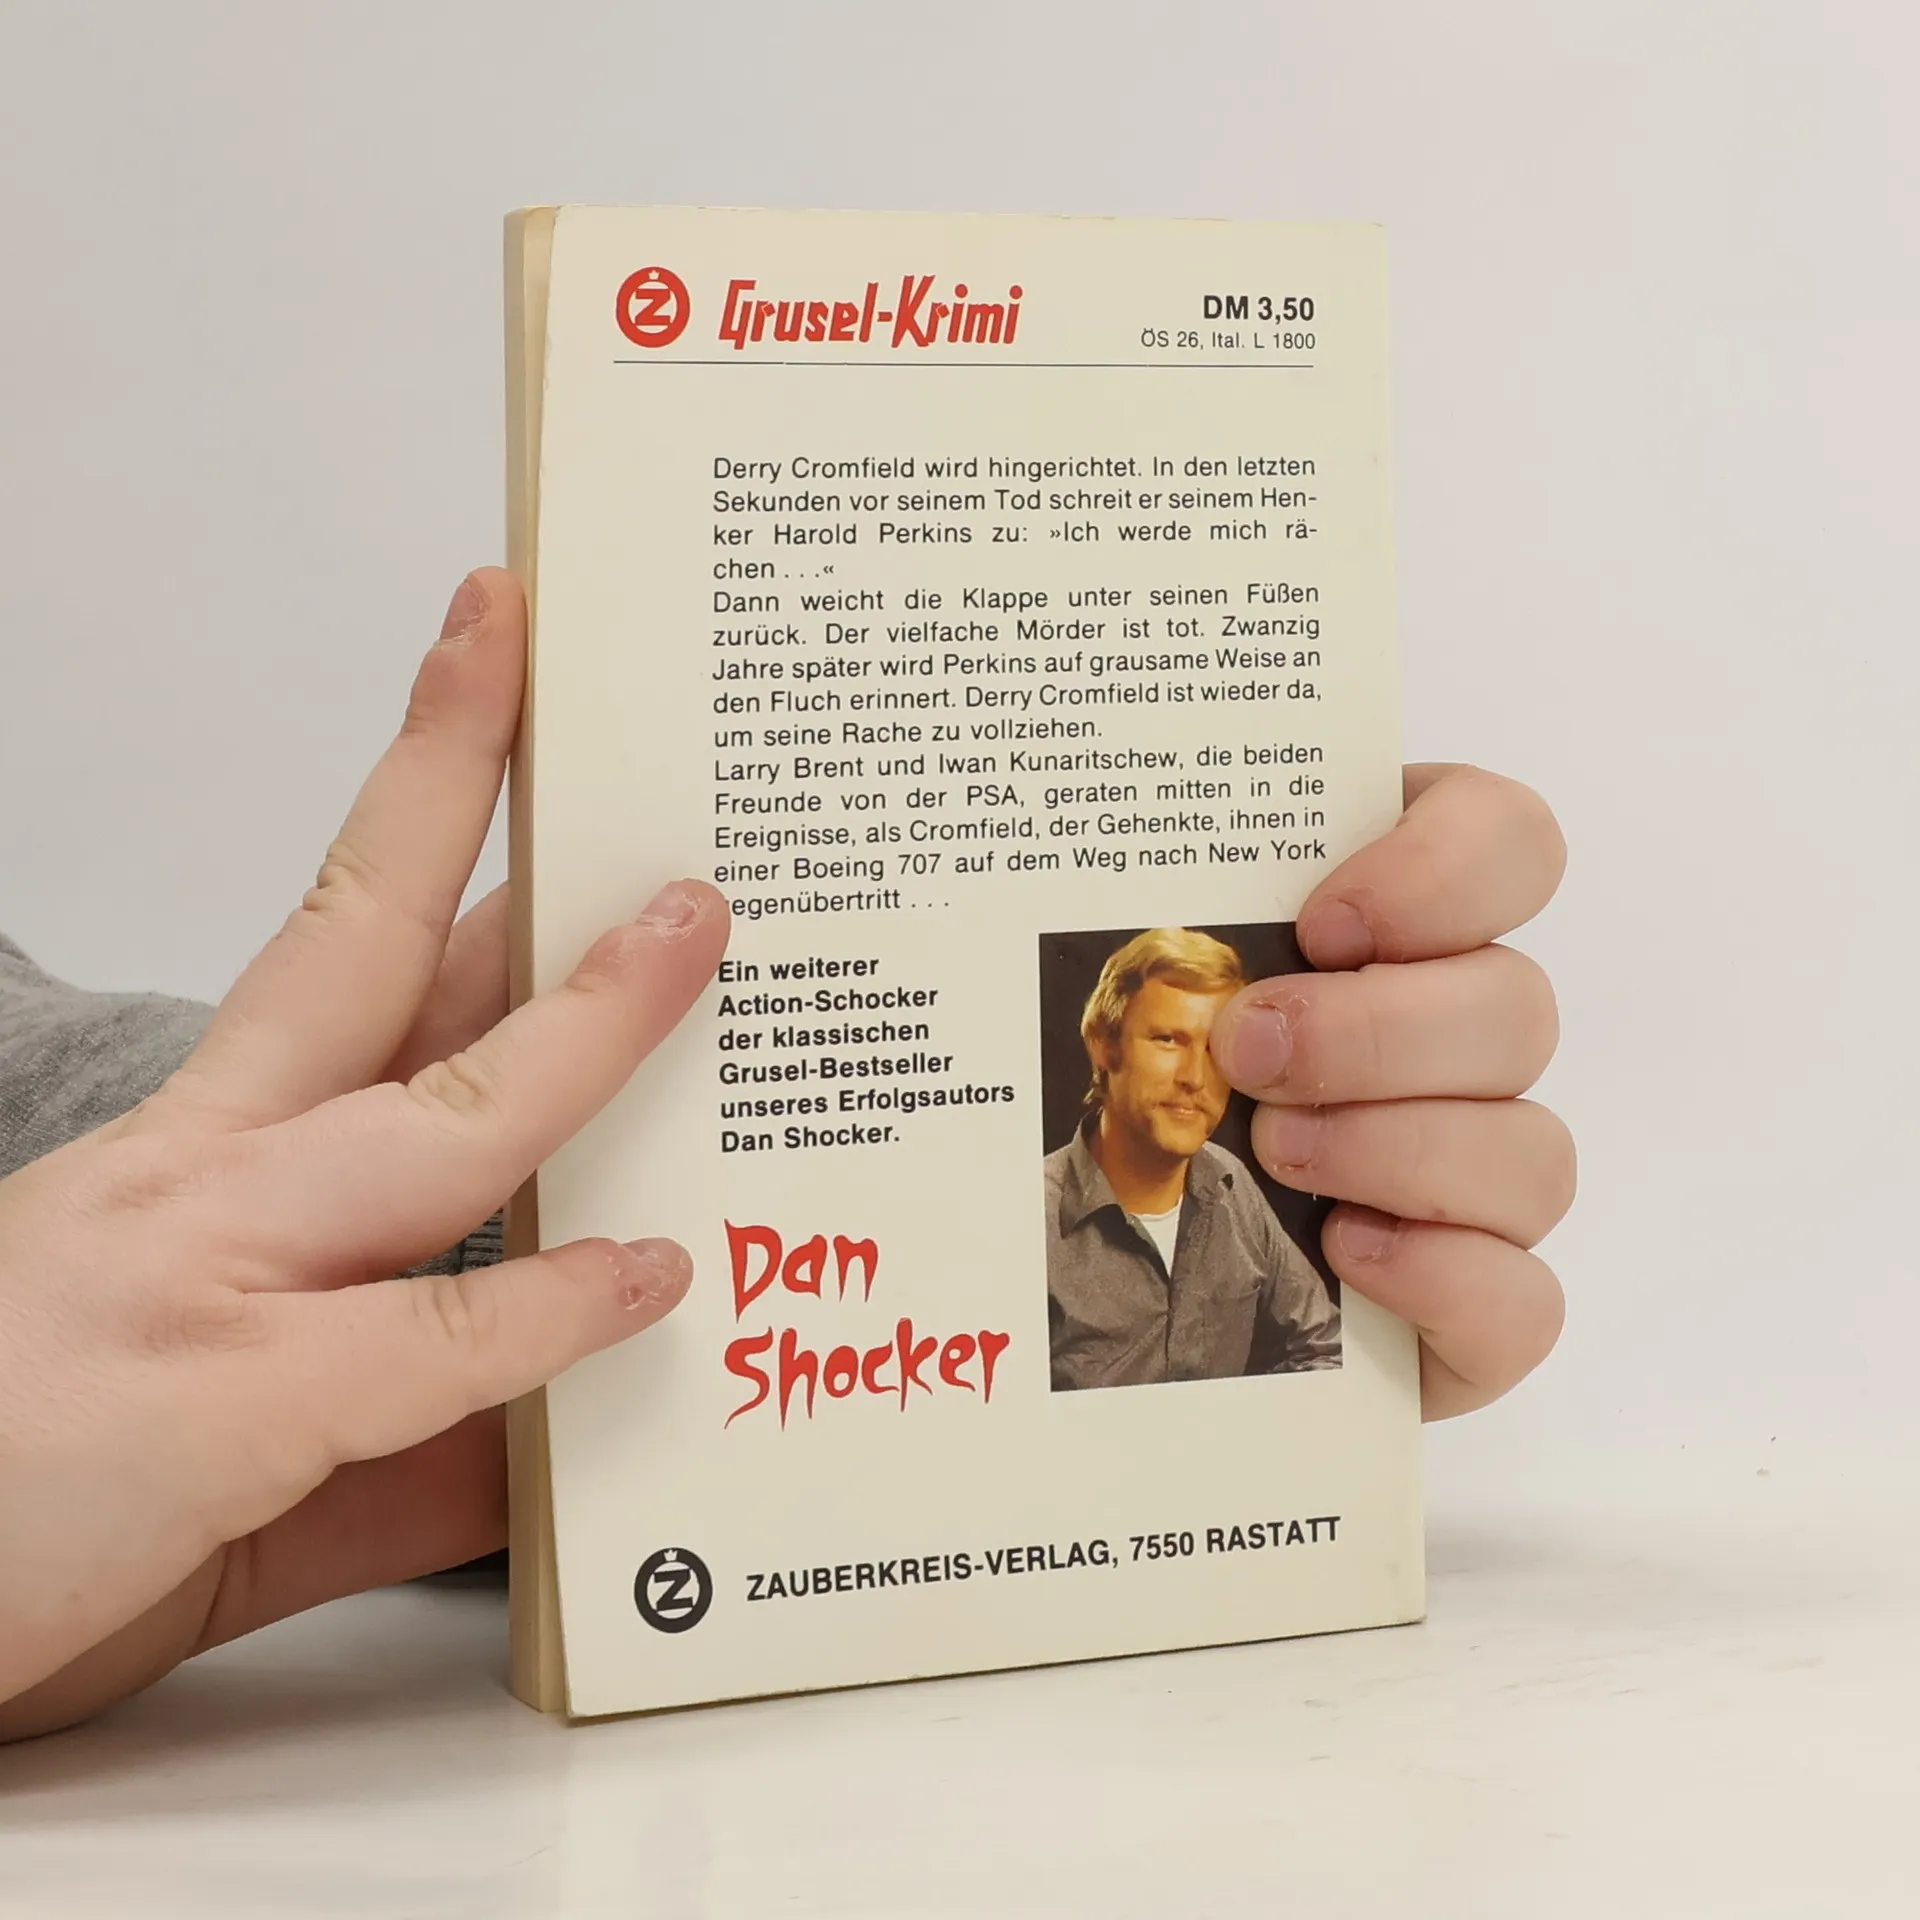 Z Grusel-Krimi
DM 3,50
ÖS 26, Ital. L 1800
Derry Cromfield wird hingerichtet. In den letzten
Sekunden vor seinem Tod schreit er seinem Hen-
ker Harold Perkins zu: »Ich werde mich rä-
chen . . .«
Dann weicht die Klappe unter seinen Füßen
zurück. Der vielfache Mörder ist tot. Zwanzig
Jahre später wird Perkins auf grausame Weise an
den Fluch erinnert. Derry Cromfield ist wieder da,
um seine Rache zu vollziehen.
Larry Brent und Iwan Kunaritschew, die beiden
Freunde von der PSA, geraten mitten in die
Ereignisse, als Cromfield, der Gehenkte, ihnen in
einer Boeing 707 auf dem Weg nach New York
egenübertritt . . .
Ein weiterer
Action-Schocker
der klassischen
Grusel-Bestseller
unseres Erfolgsautors
Dan Shocker.
Dan
Shocker
Z ZAUBERKREIS-VERLAG, 7550 RASTATT